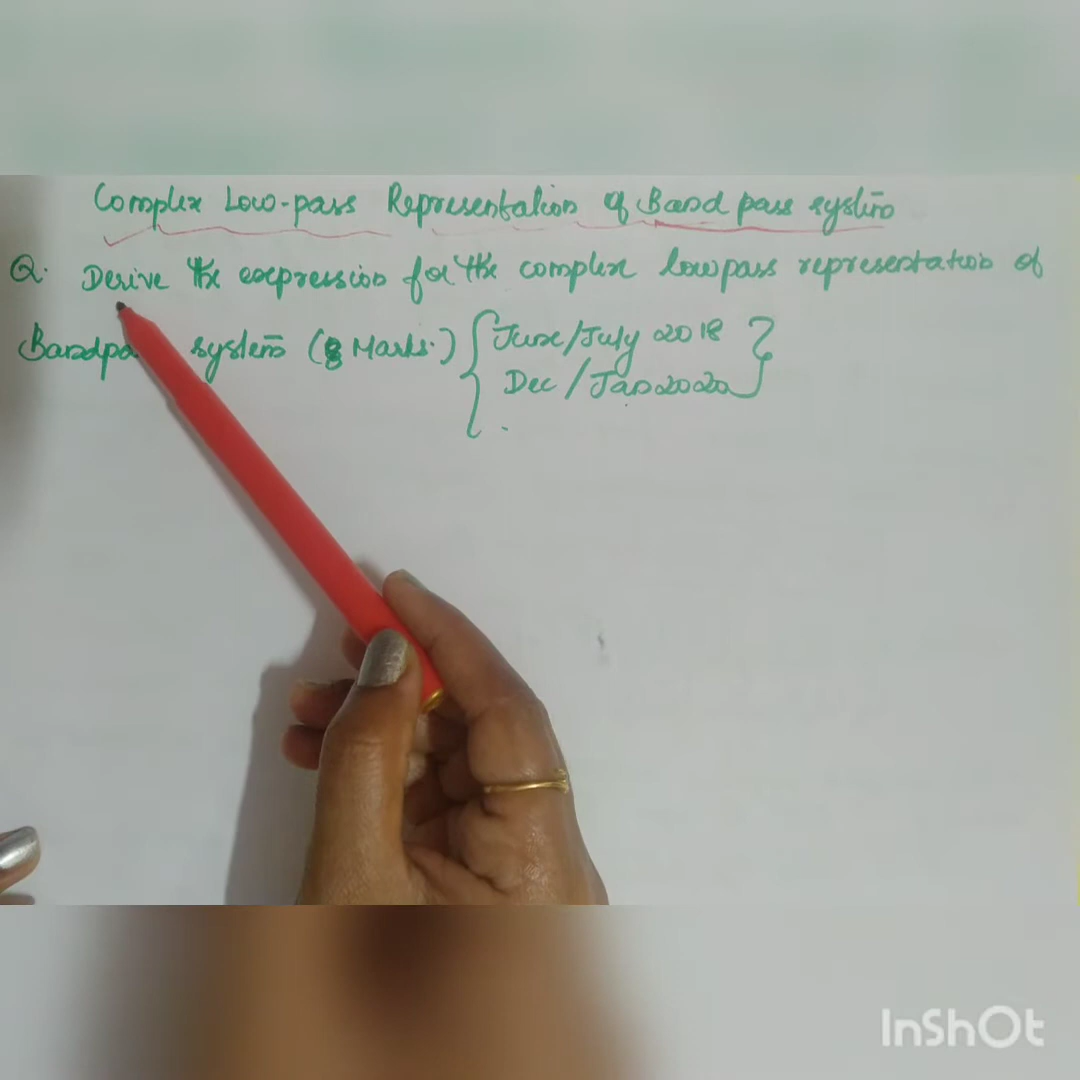 Complex Low-pass Representation of Band pass system
Q. Derive the expression for the complex lowpass representation of
Bandpa system (8 Marks.) { June/July 2018 }
Dec / Jan 2020
InShOt